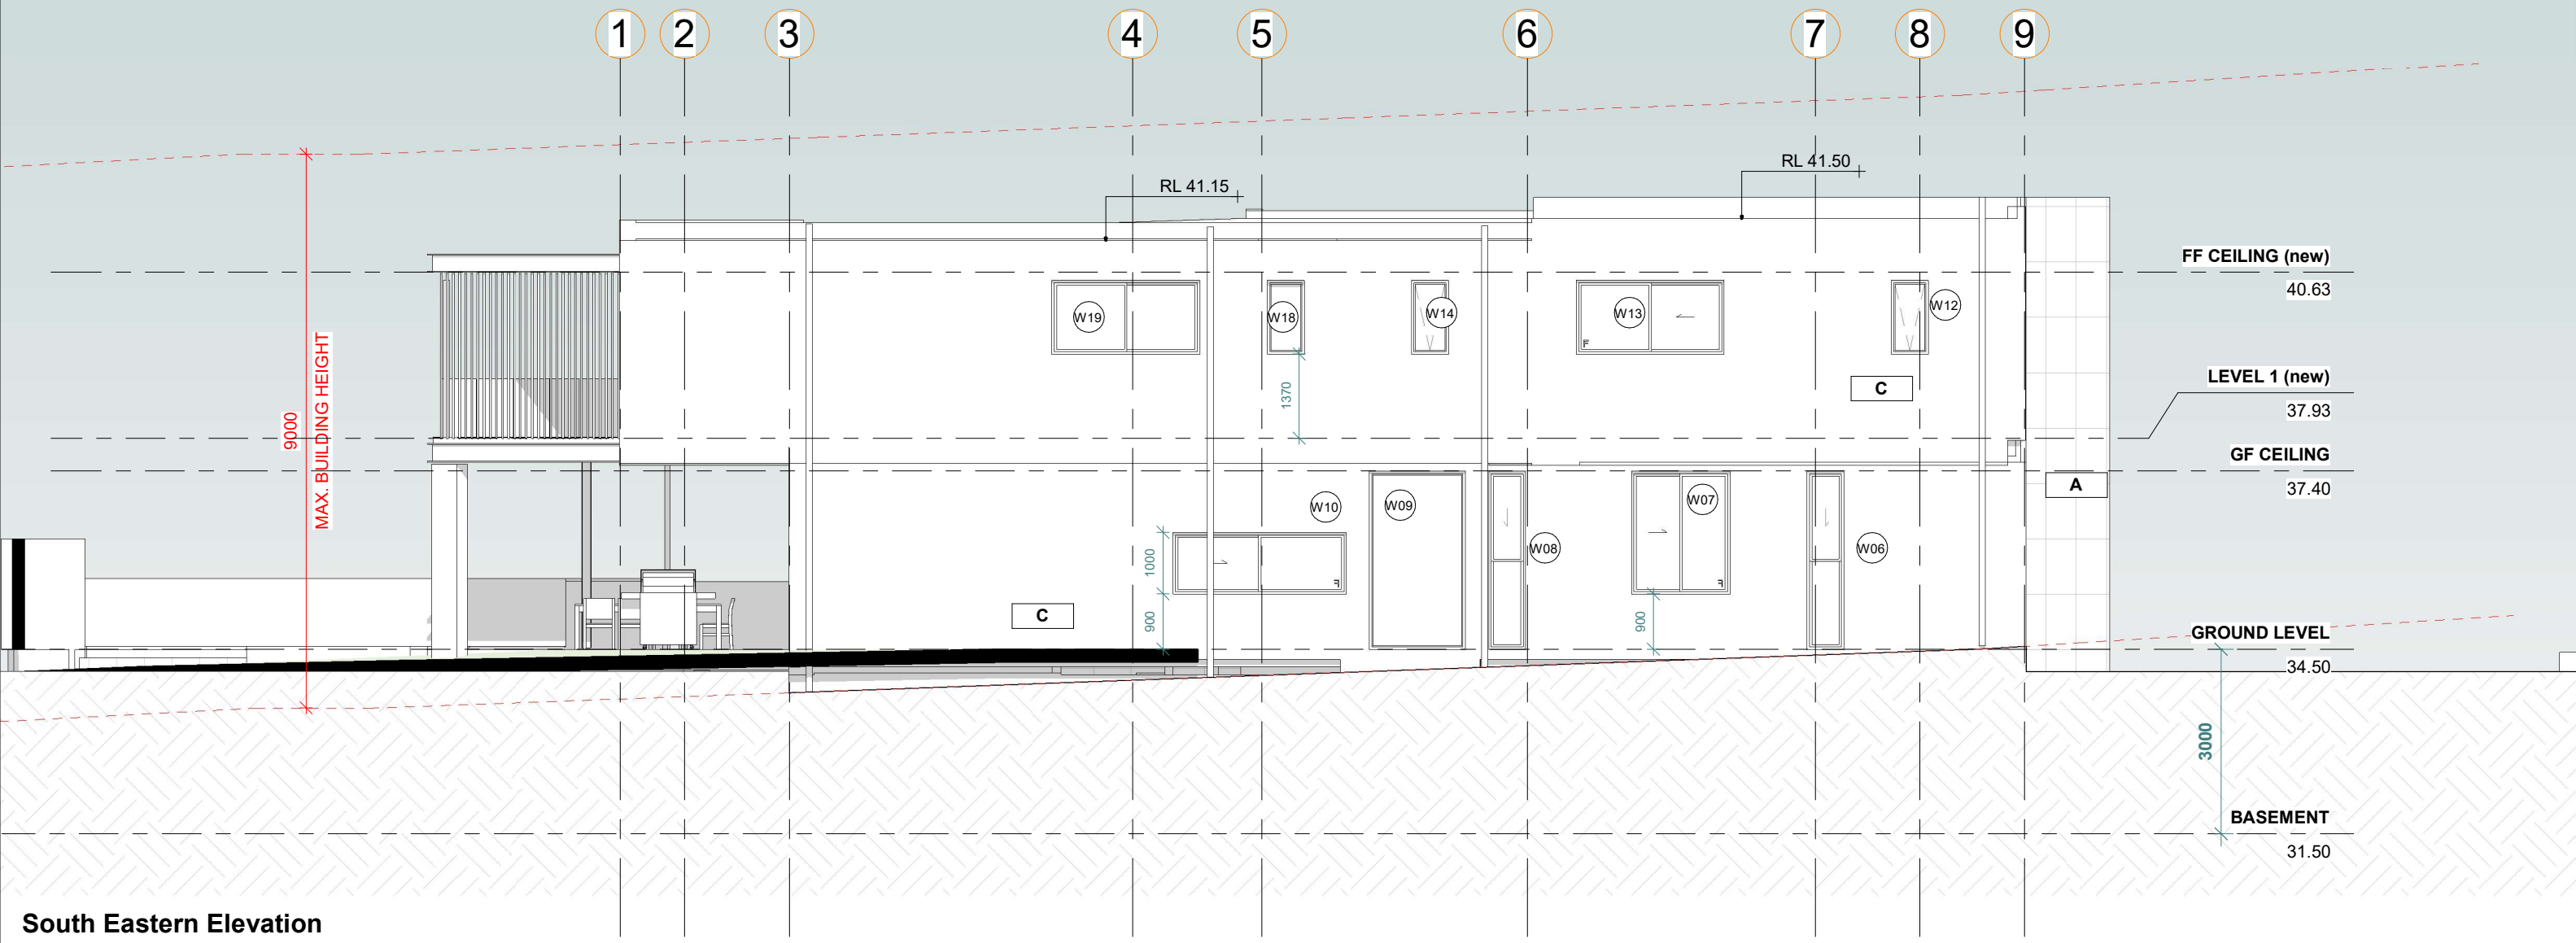 1 2 3 4 5 6 7 8 9
RL 41.50
RL 41.15
FF CEILING (new)
40.63
W19
W18
W14
W13
W12
F
LEVEL 1 (new)
37.93
1370
C
9000
MAX. BUILDING HEIGHT
GF CEILING
37.40
A
W10
W09
W08
W07
W06
1000
F
F
900
900
C
GROUND LEVEL
34.50
3000
BASEMENT
31.50
South Eastern Elevation